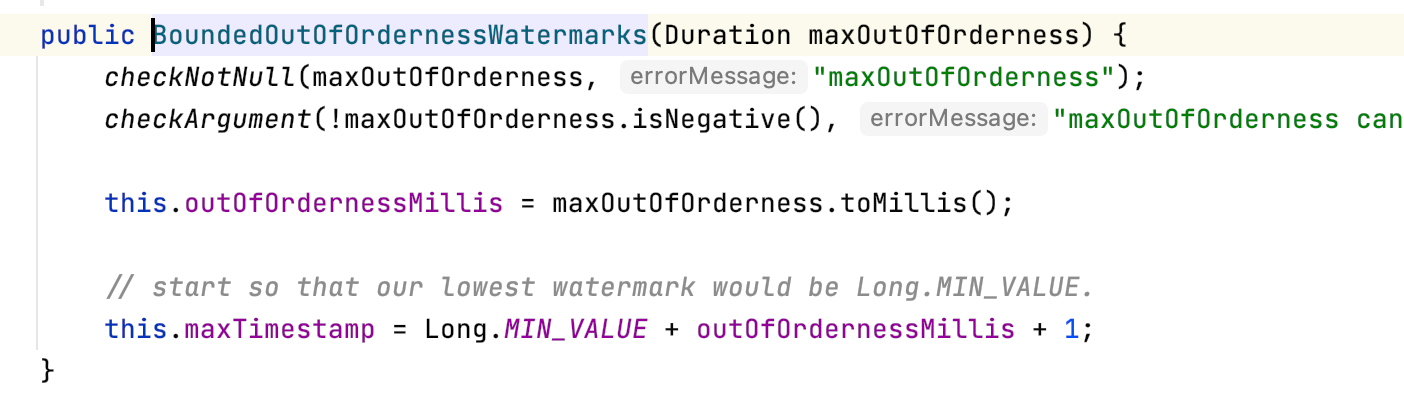 public BoundedOutOfOrdernessWatermarks(Duration maxOutOfOrderness) {
checkNotNull(maxOutOfOrderness, errorMessage: "maxOutOfOrderness");
checkArgument(!maxOutOfOrderness.isNegative(), errorMessage: "maxOutOfOrderness can
this.outOfOrdernessMillis = maxOutOfOrderness.toMillis();
// start so that our lowest watermark would be Long.MIN_VALUE.
this.maxTimestamp = Long.MIN_VALUE + outOfOrdernessMillis + 1;
}